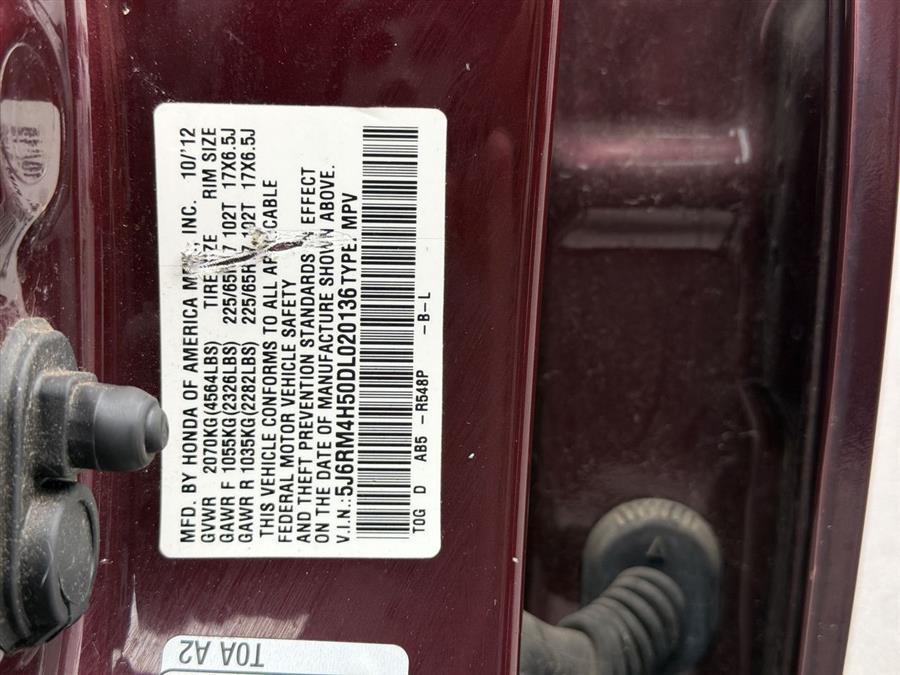 MFD. BY HONDA OF AMERICA MFG., INC. 10/'12
GVWR 2070KG(4564LBS) TIRE SIZE RIM SIZE
GAWR F 1055KG(2326LBS) 225/65R17 102T 17X6.5J
GAWR R 1035KG(2282LBS) 225/65R17 102T 17X6.5J
THIS VEHICLE CONFORMS TO ALL APPLICABLE
FEDERAL MOTOR VEHICLE SAFETY
AND THEFT PREVENTION STANDARDS IN EFFECT
ON THE DATE OF MANUFACTURE SHOWN ABOVE.
V.I.N.:5J6RM4H50DL020136 TYPE: MPV
T0G D AB5 -R548P -B-L
T0A A2